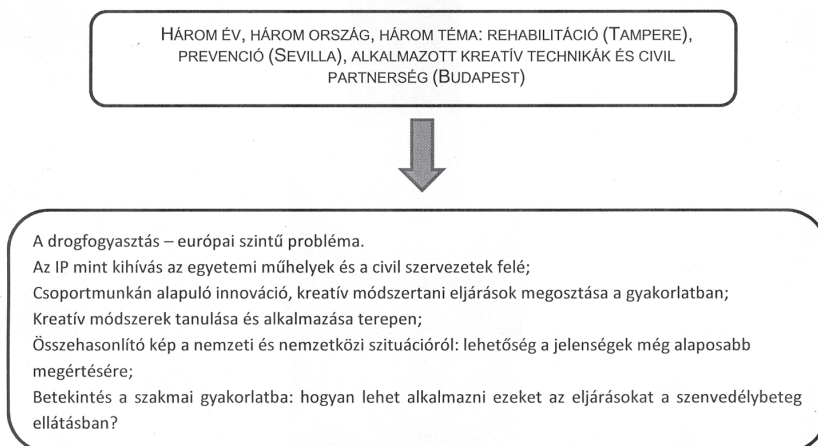 HÁROM ÉV, HÁROM ORSZÁG, HÁROM TÉMA: REHABILITÁCIÓ (TAMPERE),
PREVENCIÓ (SEVILLA), ALKALMAZOTT KREATÍV TECHNIKÁK ÉS CIVIL
PARTNERSÉG (BUDAPEST)
A drogfogyasztás – európai szintű probléma.
Az IP mint kihívás az egyetemi műhelyek és a civil szervezetek felé;
Csoportmunkán alapuló innováció, kreatív módszertani eljárások megosztása a gyakorlatban;
Kreatív módszerek tanulása és alkalmazása terepen;
Összehasonlító kép a nemzeti és nemzetközi szituációról: lehetőség a jelenségek még alaposabb
megértésére;
Betekintés a szakmai gyakorlatba: hogyan lehet alkalmazni ezeket az eljárásokat a szenvedélybeteg
ellátásban?